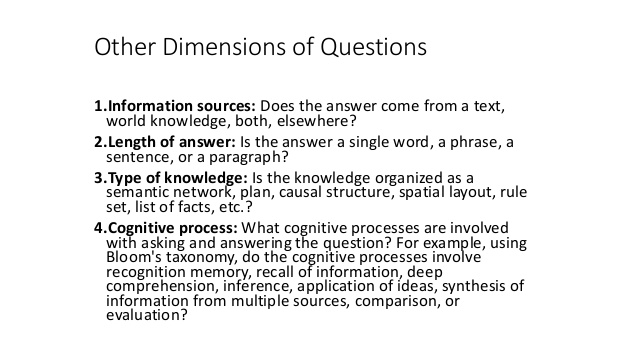 Other Dimensions of Questions
1.Information sources: Does the answer come from a text,
world knowledge, both, elsewhere?
2.Length of answer: Is the answer a single word, a phrase, a
sentence, or a paragraph?
3.Type of knowledge: Is the knowledge organized as a
semantic network, plan, causal structure, spatial layout, rule
set, list of facts, etc.?
4.Cognitive process: What cognitive processes are involved
with asking and answering the question? For example, using
Bloom's taxonomy, do the cognitive processes involve
recognition memory, recall of information, deep
comprehension, inference, application of ideas, synthesis of
information from multiple sources, comparison, or
evaluation?